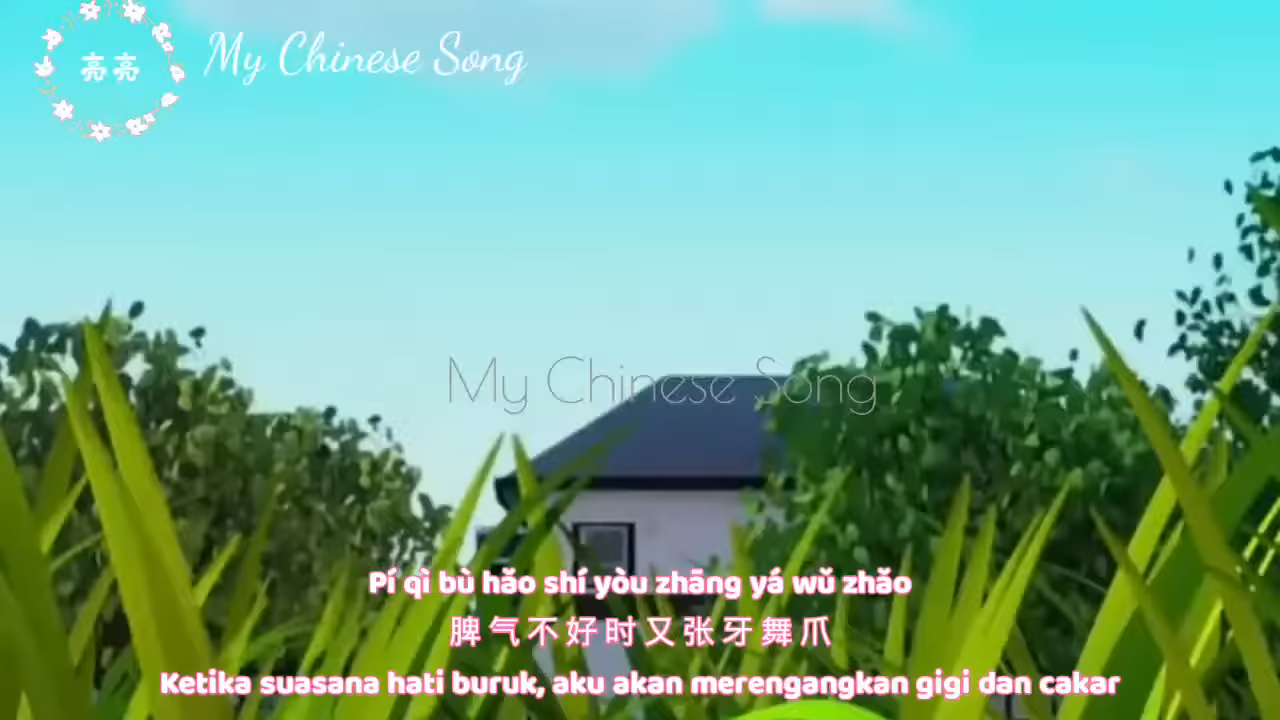 亮亮
My Chinese Song
My Chinese Song
Pí qì bù hǎo shí yòu zhāng yá wǔ zhǎo
脾气不好时又张牙舞爪
Ketika suasana hati buruk, aku akan merengangkan gigi dan cakar